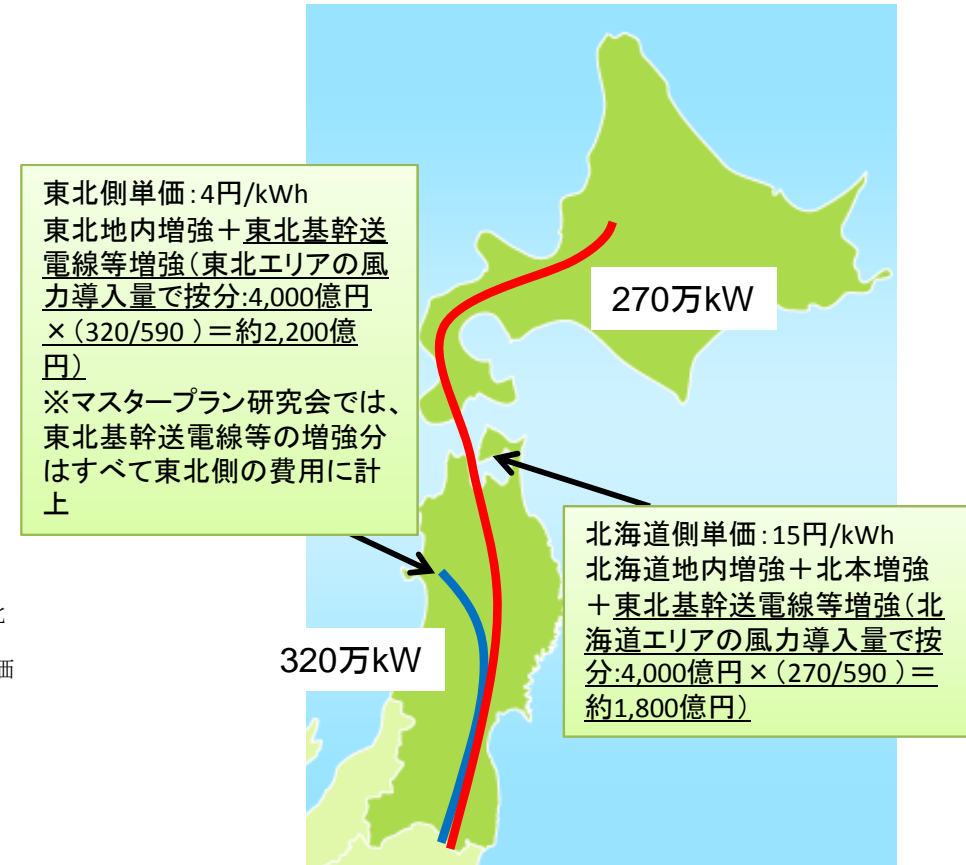 東北側単価:4円/kWh
東北地内増強+東北基幹送
電線等増強(東北エリアの風
力導入量で按分:4,000億円
×(320/590 )=約2,200億
円)
※マスタープラン研究会では、
東北基幹送電線等の増強分
はすべて東北側の費用に計
上
270万kW
北海道側単価:15円/kWh
北海道地内増強+北本増強
+東北基幹送電線等増強(北
海道エリアの風力導入量で按
分:4,000億円×(270/590 )=
約1,800億円)
320万kW
価